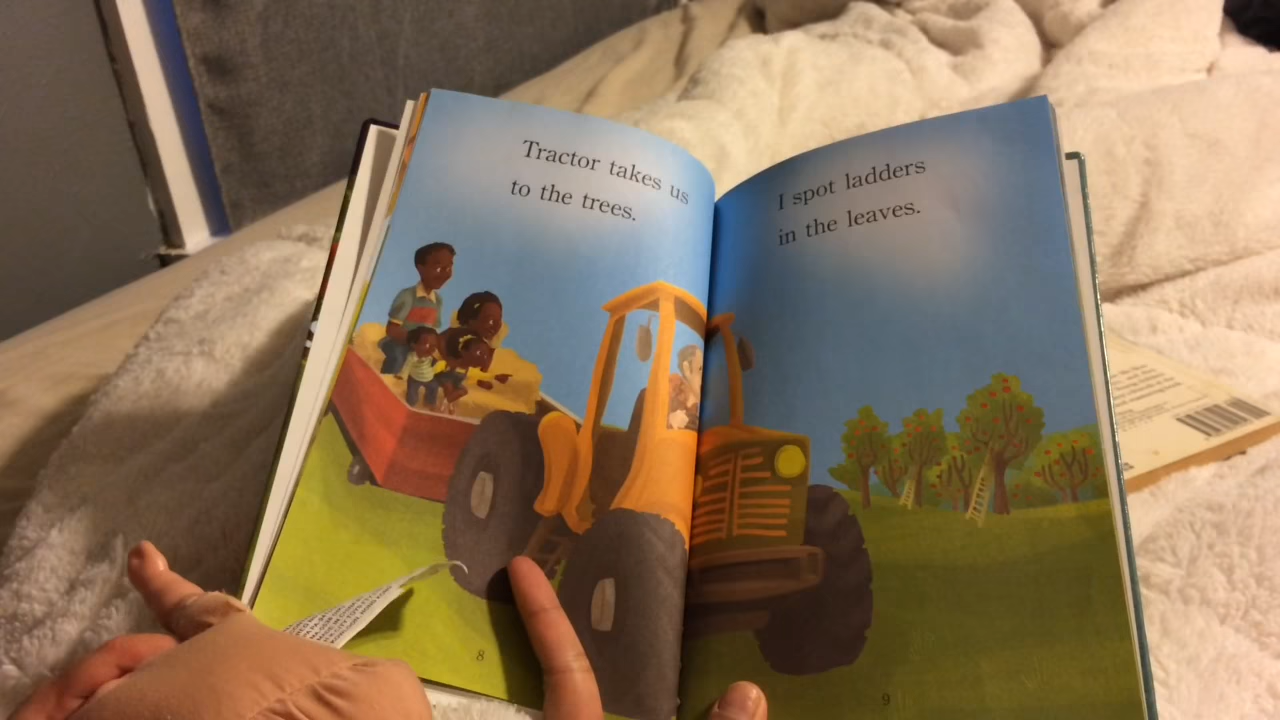 Tractor takes us
to the trees.
8
I spot ladders
in the leaves.
9